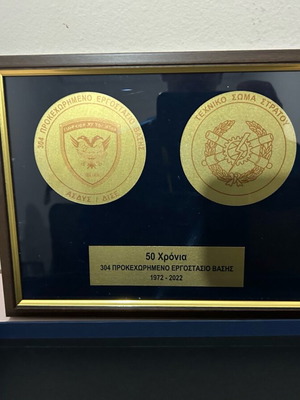 304 ΠΡΟΚΕΧΩΡΗΜΕΝΟ ΕΡΓΟΣΤΑΣΙΟ ΒΑΣΗΣ
ΤΕΧΝΙΚΟ ΣΩΜΑ ΣΤΡΑΤΟΥ
50 Χρόνια
304 ΠΡΟΚΕΧΩΡΗΜΕΝΟ ΕΡΓΟΣΤΑΣΙΟ ΒΑΣΗΣ
1972 - 2022